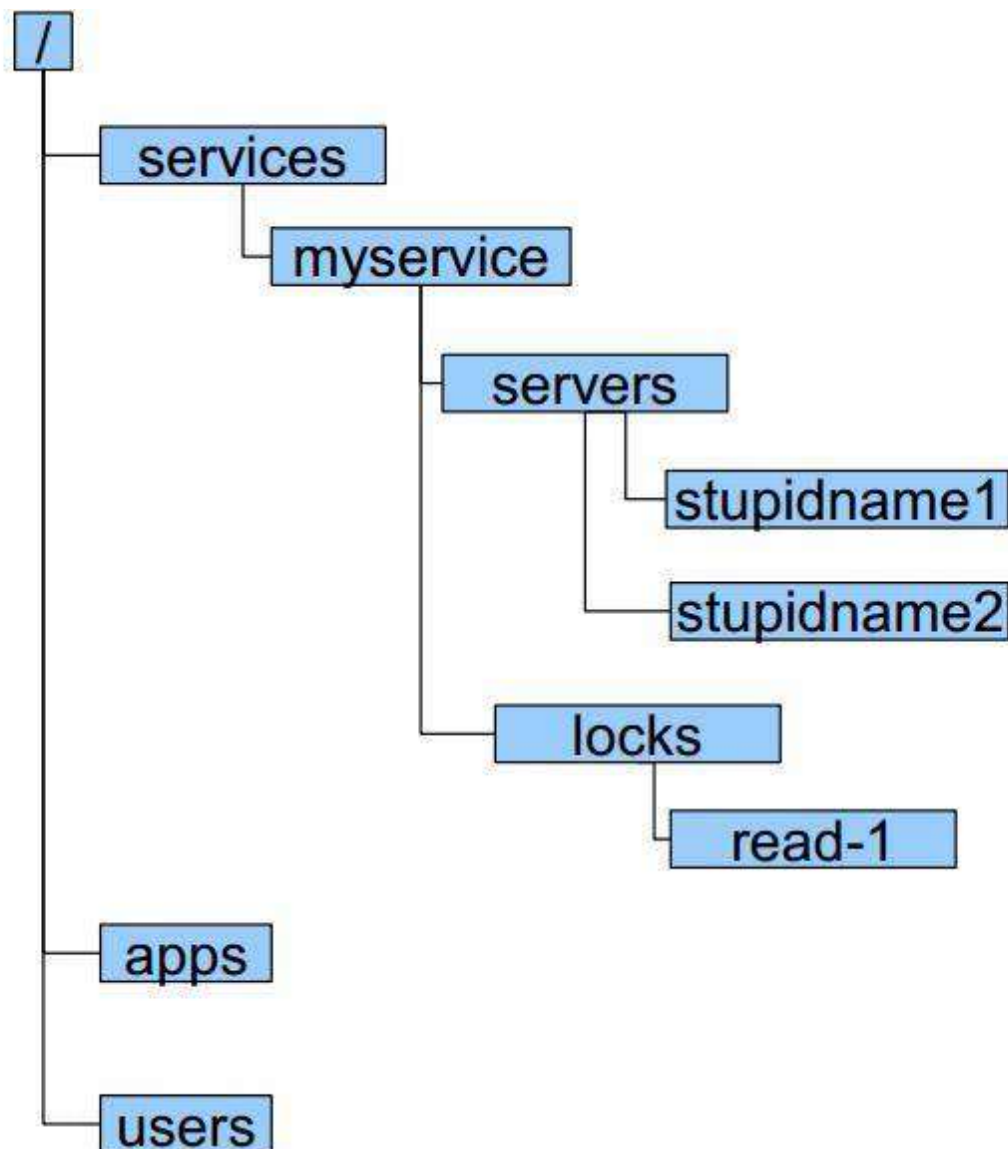 /
services
myservice
servers
stupidname1
stupidname2
locks
read-1
apps
users